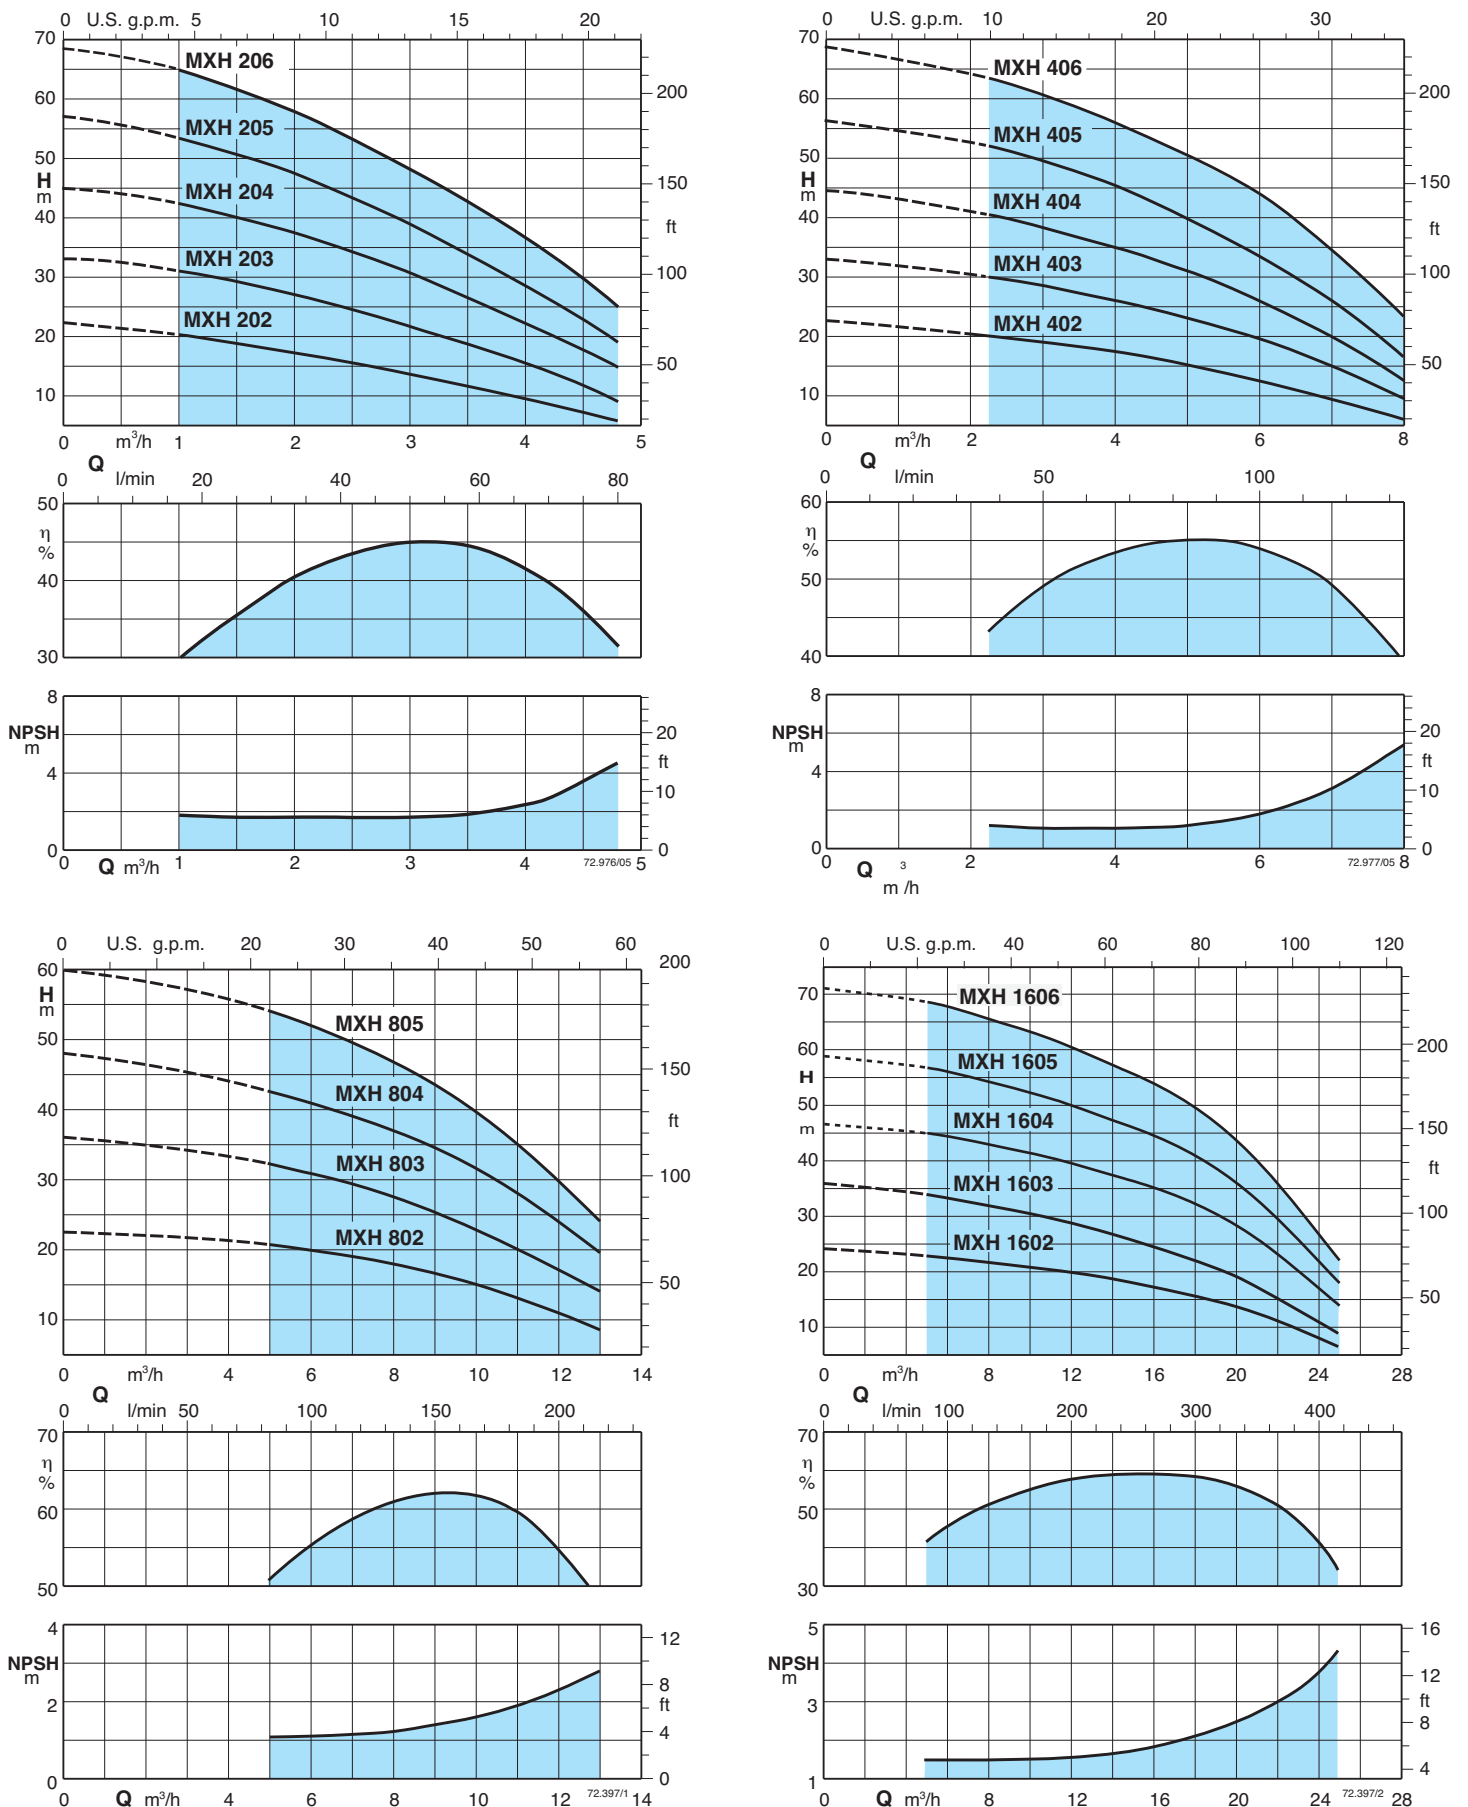 0 U.S. g.p.m. 5 10 15 20
70
MXH 206
60
200
MXH 205
50
H
m
150
MXH 204
40
ft
MXH 203
30
100
MXH 202
20
50
10
0 m³/h 1 2 3 4 5
Q
0 l/min 20 40 60 80
50
η
%
40
30
8
NPSH
m
20
ft
4
10
0
0
0 Q m³/h 1 2 3 4 72.976/05 5
0 U.S. g.p.m. 10 20 30
70
MXH 406
60
200
MXH 405
50
H
m
150
MXH 404
40
ft
MXH 403
30
100
MXH 402
20
50
10
0 m³/h 2 4 6 8
Q
0 l/min 50 100
60
η
%
50
40
8
NPSH
m
20
ft
4
10
0
0
0 2 4 6 72.977/05 8
Q 3
m /h
0 U.S. g.p.m. 20 30 40 50 60
60
200
H
m
MXH 805
50
150
MXH 804
40
ft
MXH 803
30
100
MXH 802
20
50
10
0 m³/h 4 6 8 10 12 14
Q
0 l/min 50 100 150 200
70
η
%
60
50
4
12
NPSH
m
8
2
ft
4
0
0
0 Q m³/h 4 6 8 10 12 72.397/1 14
0 U.S. g.p.m. 40 60 80 100 120
70
MXH 1606
60
200
H
MXH 1605
50
m
150
MXH 1604
40
ft
MXH 1603
30
100
MXH 1602
20
50
10
0 m³/h 8 12 16 20 24 28
Q
0 l/min 100 200 300 400
70
η
%
50
30
5
16
NPSH
m
12
3
ft
8
4
1
0 Q m³/h 8 12 16 20 24 72.397/2 28